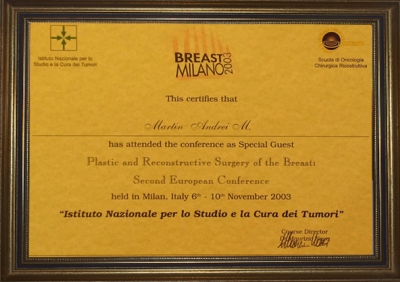 Istituto Nazionale per lo
Studio e la Cura dei Tumori
BREAST
MILANO
2003
Scuola di Oncologia
Chirurgica Ricostruttiva
This certifies that
Martin Andrei M.
has attended the conference as Special Guest
Plastic and Reconstructive Surgery of the Breast:
Second European Conference
held in Milan, Italy 6th - 10th November 2003
“Istituto Nazionale per lo Studio e la Cura dei Tumori”
Course Director